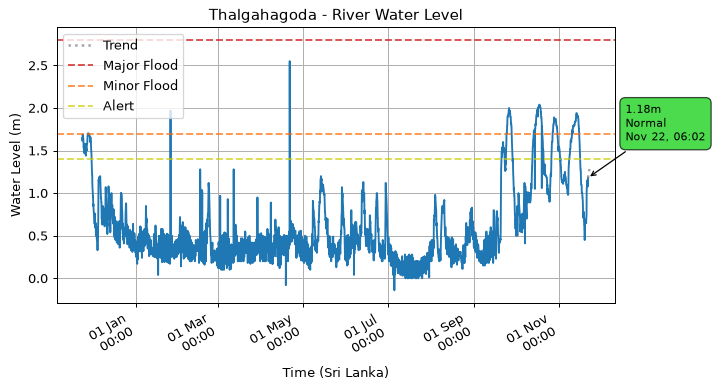 Thalgahagoda - River Water Level
Trend
Major Flood
Minor Flood
Alert
1.18m
Normal
Nov 22, 06:02
Water Level (m)
2.5
2.0
1.5
1.0
0.5
0.0
01 Jan
00:00
01 Mar
00:00
01 May
00:00
01 Jul
00:00
01 Sep
00:00
01 Nov
00:00
Time (Sri Lanka)